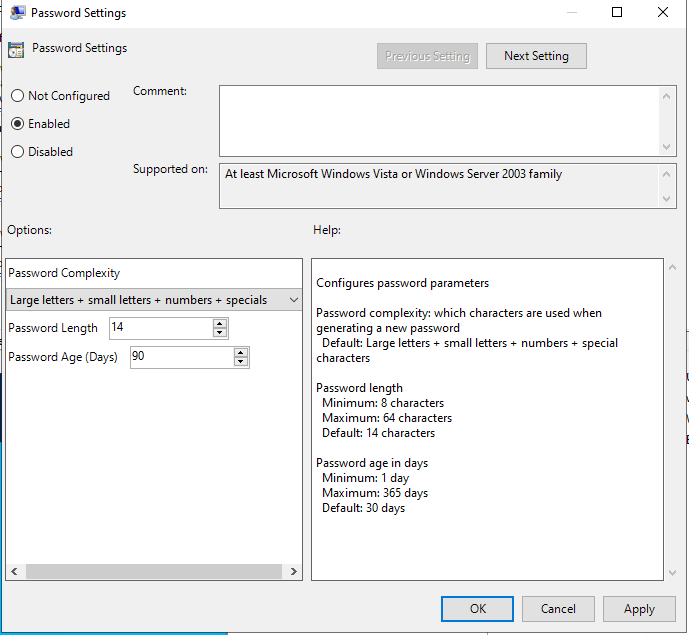 Password Settings
Password Settings
Previous Setting
Next Setting
Not Configured
Comment:
Enabled
Disabled
Supported on:
At least Microsoft Windows Vista or Windows Server 2003 family
Options:
Help:
Password Complexity
Large letters + small letters + numbers + specials
Password Length
14
Password Age (Days)
90
Configures password parameters
Password complexity: which characters are used when
generating a new password
Default: Large letters + small letters + numbers + special
characters
Password length
Minimum: 8 characters
Maximum: 64 characters
Default: 14 characters
Password age in days
Minimum: 1 day
Maximum: 365 days
Default: 30 days
OK
Cancel
Apply